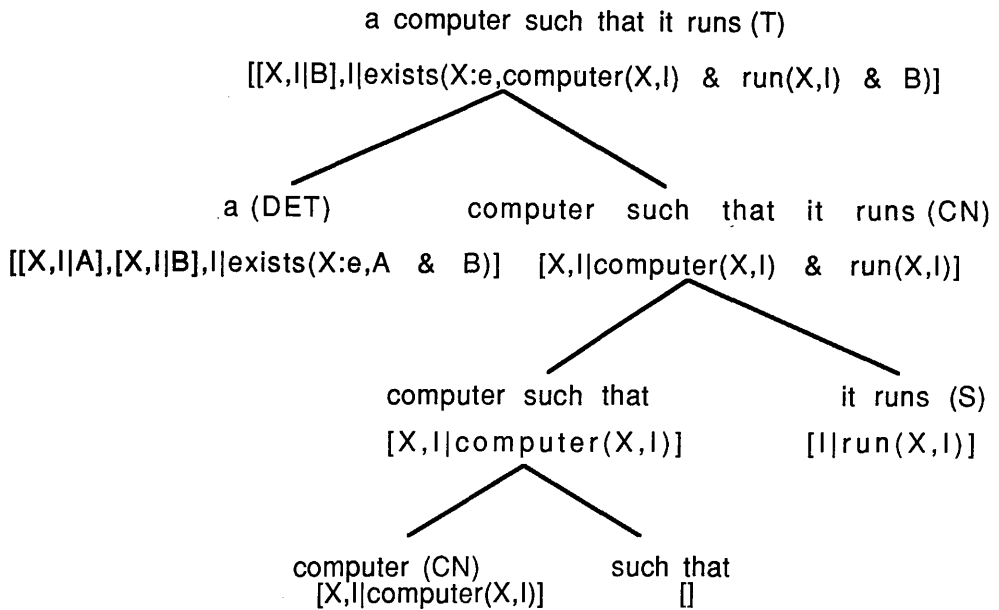 a computer such that it runs (T)
[[X,I|B],I|exists(X:e,computer(X,I) & run(X,I) & B)]
a (DET) computer such that it runs (CN)
[[X,I|A],[X,I|B],I|exists(X:e,A & B)] [X,I|computer(X,I) & run(X,I)]
computer such that it runs (S)
[X,I|computer(X,I)] [I|run(X,I)]
computer (CN) such that
[X,I|computer(X,I)] []